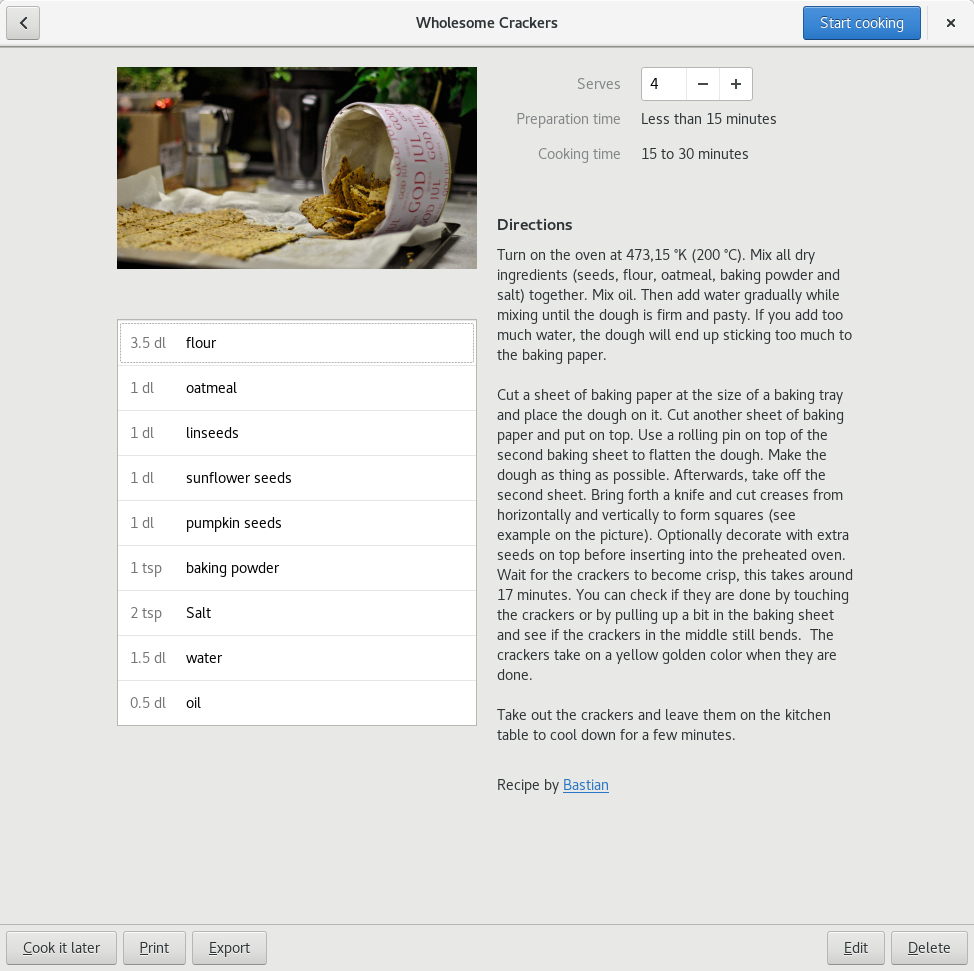 Wholesome Crackers
Start cooking
GOD JUL
GOD JUL
GOD JUL
Serves 4
Preparation time Less than 15 minutes
Cooking time 15 to 30 minutes
3.5 dl flour
1 dl oatmeal
1 dl linseeds
1 dl sunflower seeds
1 dl pumpkin seeds
1 tsp baking powder
2 tsp Salt
1.5 dl water
0.5 dl oil
Directions
Turn on the oven at 473,15 °K (200 °C). Mix all dry
ingredients (seeds, flour, oatmeal, baking powder and
salt) together. Mix oil. Then add water gradually while
mixing until the dough is firm and pasty. If you add too
much water, the dough will end up sticking too much to
the baking paper.
Cut a sheet of baking paper at the size of a baking tray
and place the dough on it. Cut another sheet of baking
paper and put on top. Use a rolling pin on top of the
second baking sheet to flatten the dough. Make the
dough as thing as possible. Afterwards, take off the
second sheet. Bring forth a knife and cut creases from
horizontally and vertically to form squares (see
example on the picture). Optionally decorate with extra
seeds on top before inserting into the preheated oven.
Wait for the crackers to become crisp, this takes around
17 minutes. You can check if they are done by touching
the crackers or by pulling up a bit in the baking sheet
and see if the crackers in the middle still bends.  The
crackers take on a yellow golden color when they are
done.
Take out the crackers and leave them on the kitchen
table to cool down for a few minutes.
Recipe by Bastian
Cook it later
Print
Export
Edit
Delete